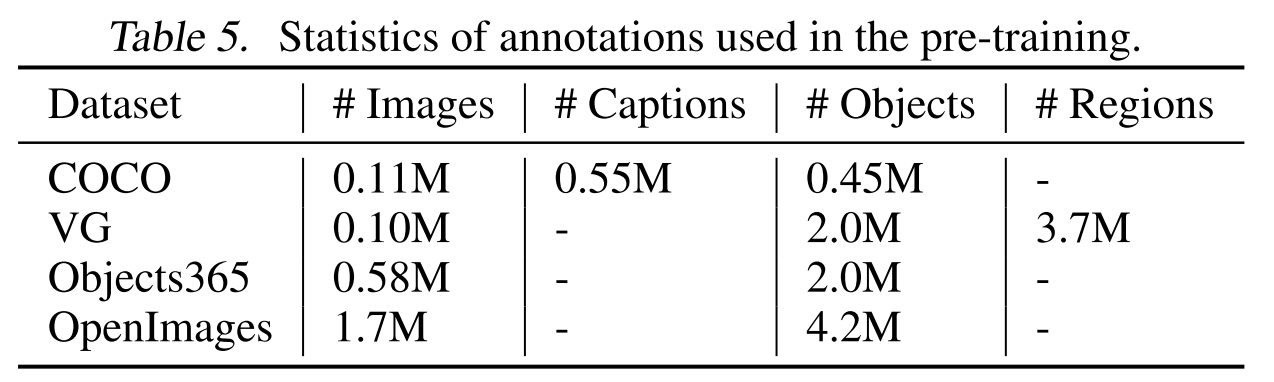 Table 5. Statistics of annotations used in the pre-training.
Dataset # Images # Captions # Objects # Regions
COCO 0.11M 0.55M 0.45M -
VG 0.10M - 2.0M 3.7M
Objects365 0.58M - 2.0M -
OpenImages 1.7M - 4.2M -